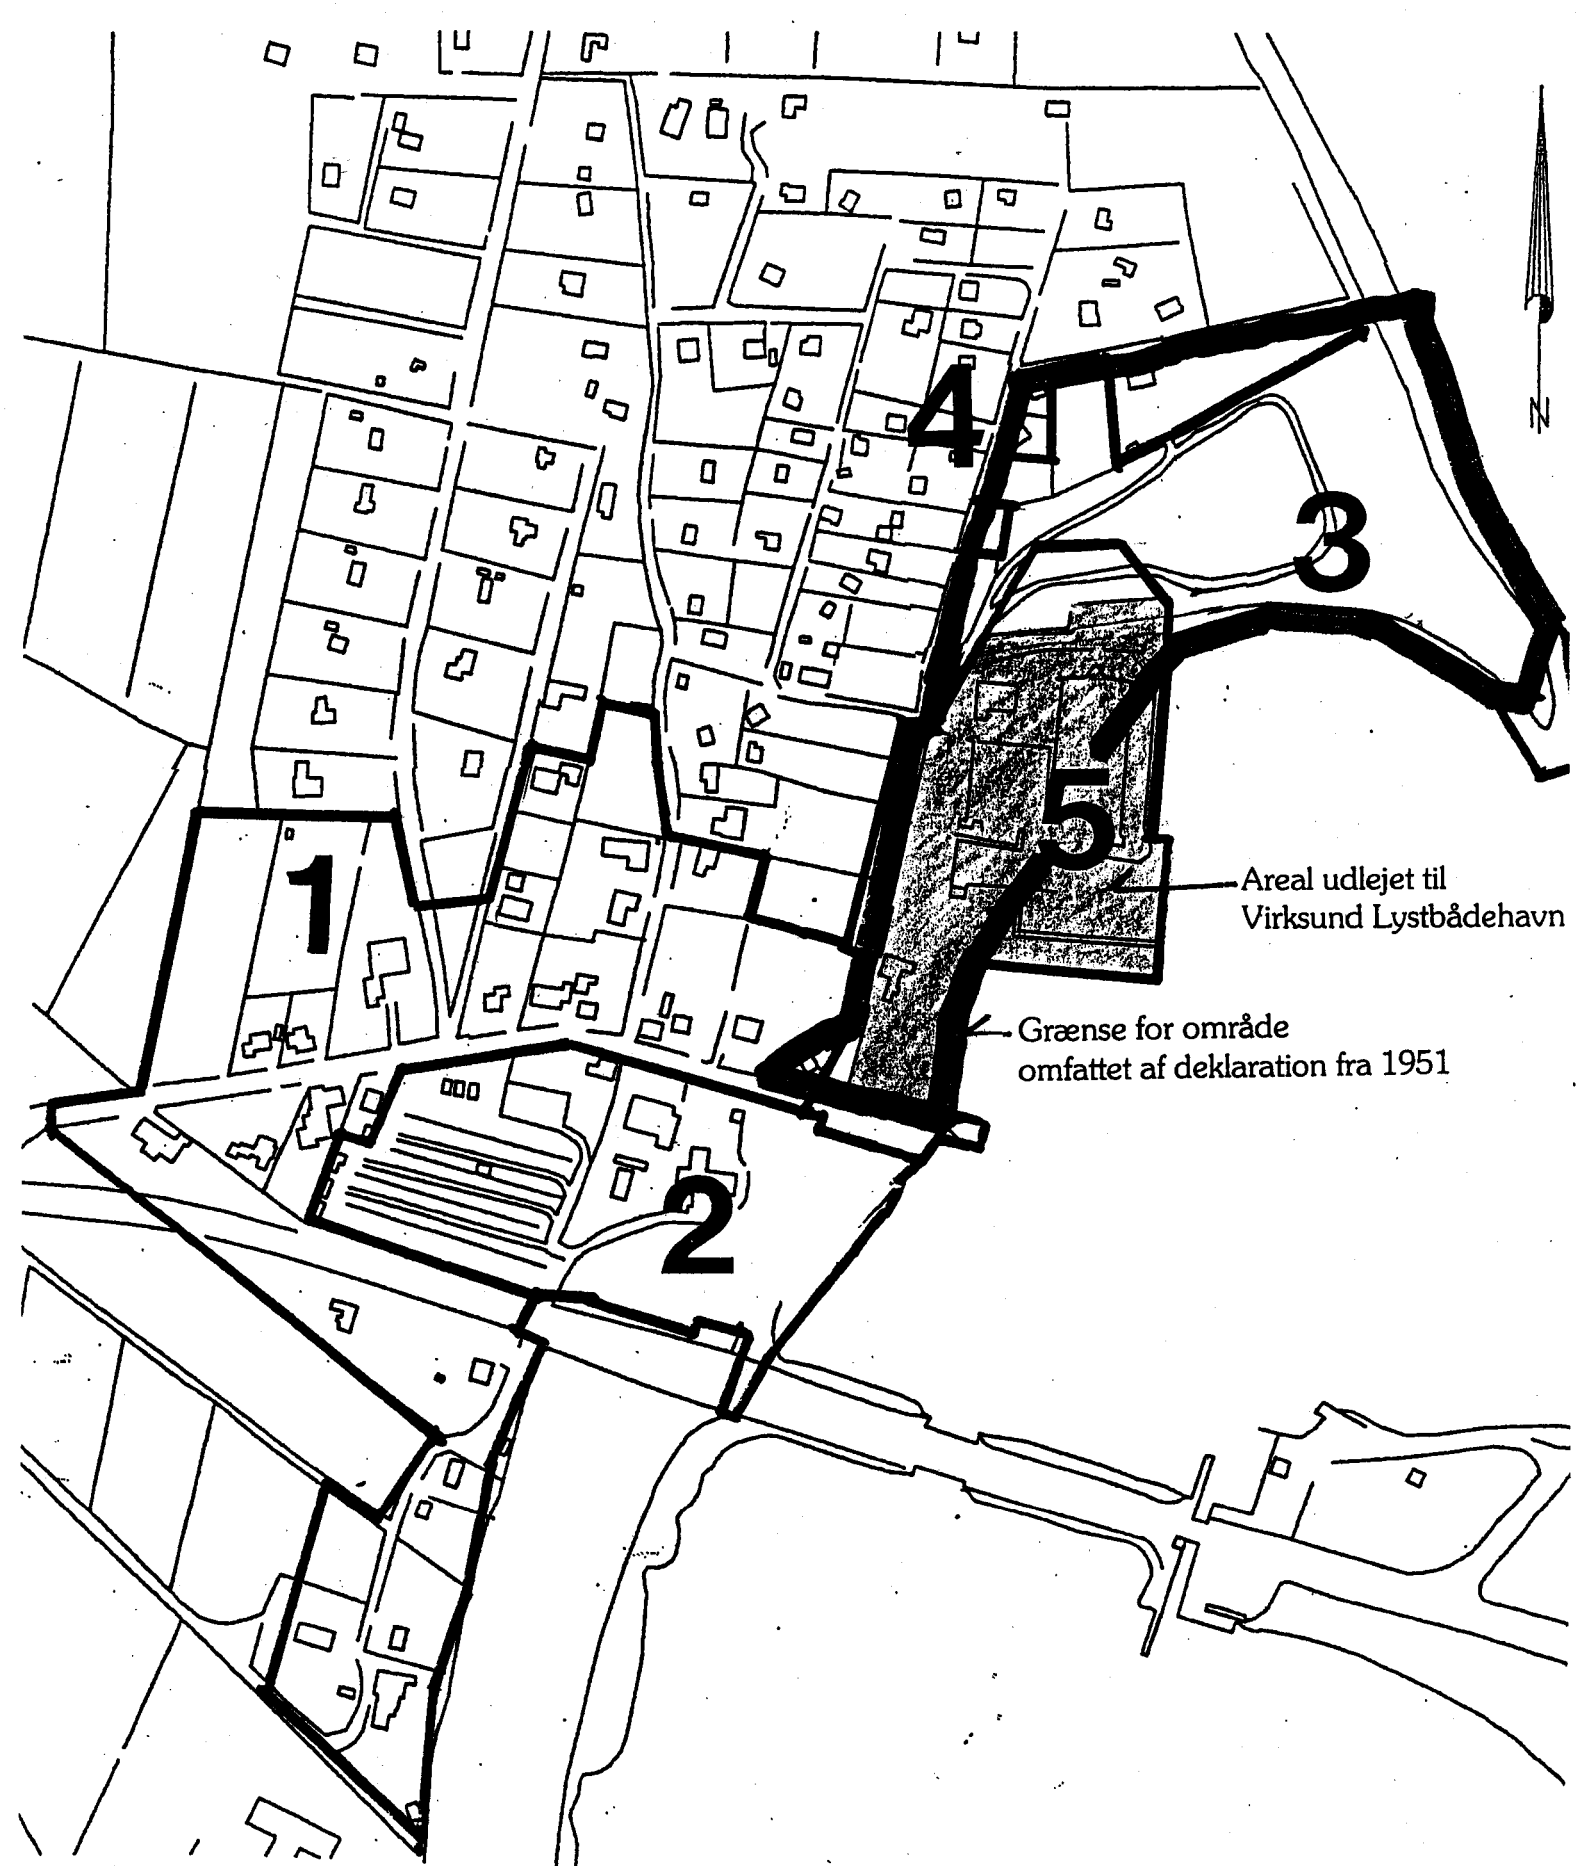 N
4
3
5
1
Areal udlejet til
Virksund Lystbådehavn
Grænse for område
omfattet af deklaration fra 1951
2